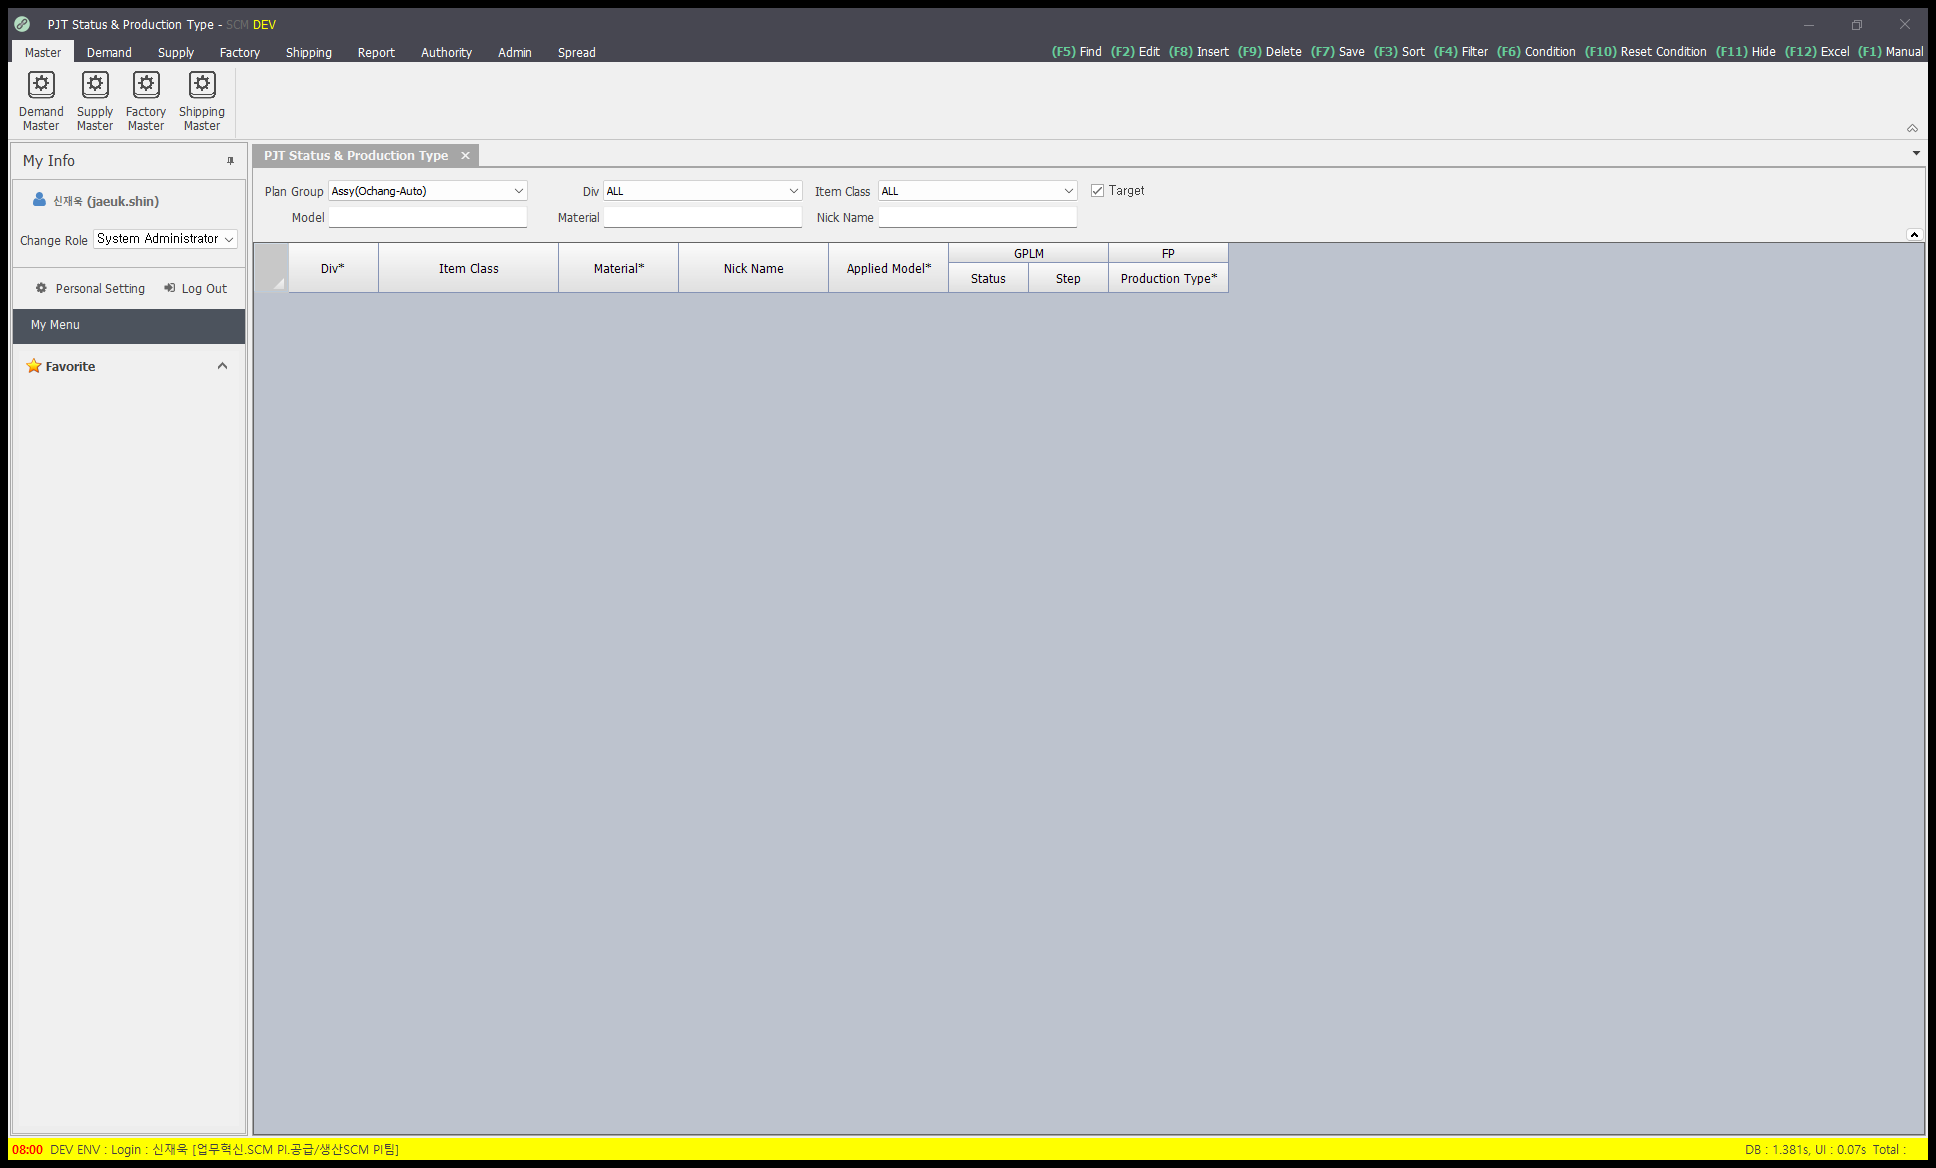 PJT Status & Production Type - SCM DEV
Master Demand Supply Factory Shipping Report Authority Admin Spread (F5) Find (F2) Edit (F8) Insert (F9) Delete (F7) Save (F3) Sort (F4) Filter (F6) Condition (F10) Reset Condition (F11) Hide (F12) Excel (F1) Manual
Demand Master
Supply Master
Factory Master
Shipping Master
My Info
신재욱 (jaeuk.shin)
Change Role System Administrator
Personal Setting Log Out
My Menu
Favorite
PJT Status & Production Type
Plan Group Assy(Ochang-Auto) Div ALL Item Class ALL Target
Model Material Nick Name
Div* Item Class Material* Nick Name Applied Model* GPLM FP
Status Step Production Type*
08:00 DEV ENV : Login : 신재욱 [업무혁신.SCM PI.공급/생산SCM PI팀] DB : 1.381s, UI : 0.07s Total :